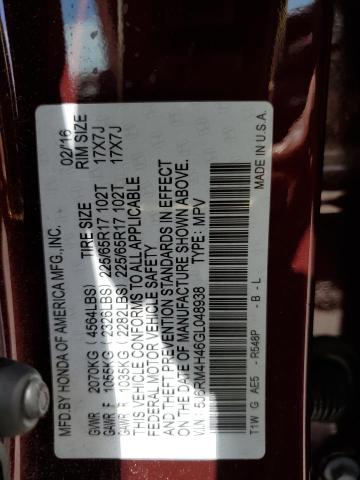 MFD.BY HONDA OF AMERICA MFG.,INC. 02/16
TIRE SIZE RIM SIZE
GVWR 2070KG ( 4564LBS)
GAWR F 1055KG ( 2326LBS) 225/65R17 102T 17X7J
GAWR R 1035KG ( 2282LBS) 225/65R17 102T 17X7J
THIS VEHICLE CONFORMS TO ALL APPLICABLE
FEDERAL MOTOR VEHICLE SAFETY
AND THEFT PREVENTION STANDARDS IN EFFECT
ON THE DATE OF MANUFACTURE SHOWN ABOVE.
V.I.N: 5J6RM4H46GL048938 TYPE: MPV
T1W G AE5 - R548P - B - L MADE IN U.S.A.